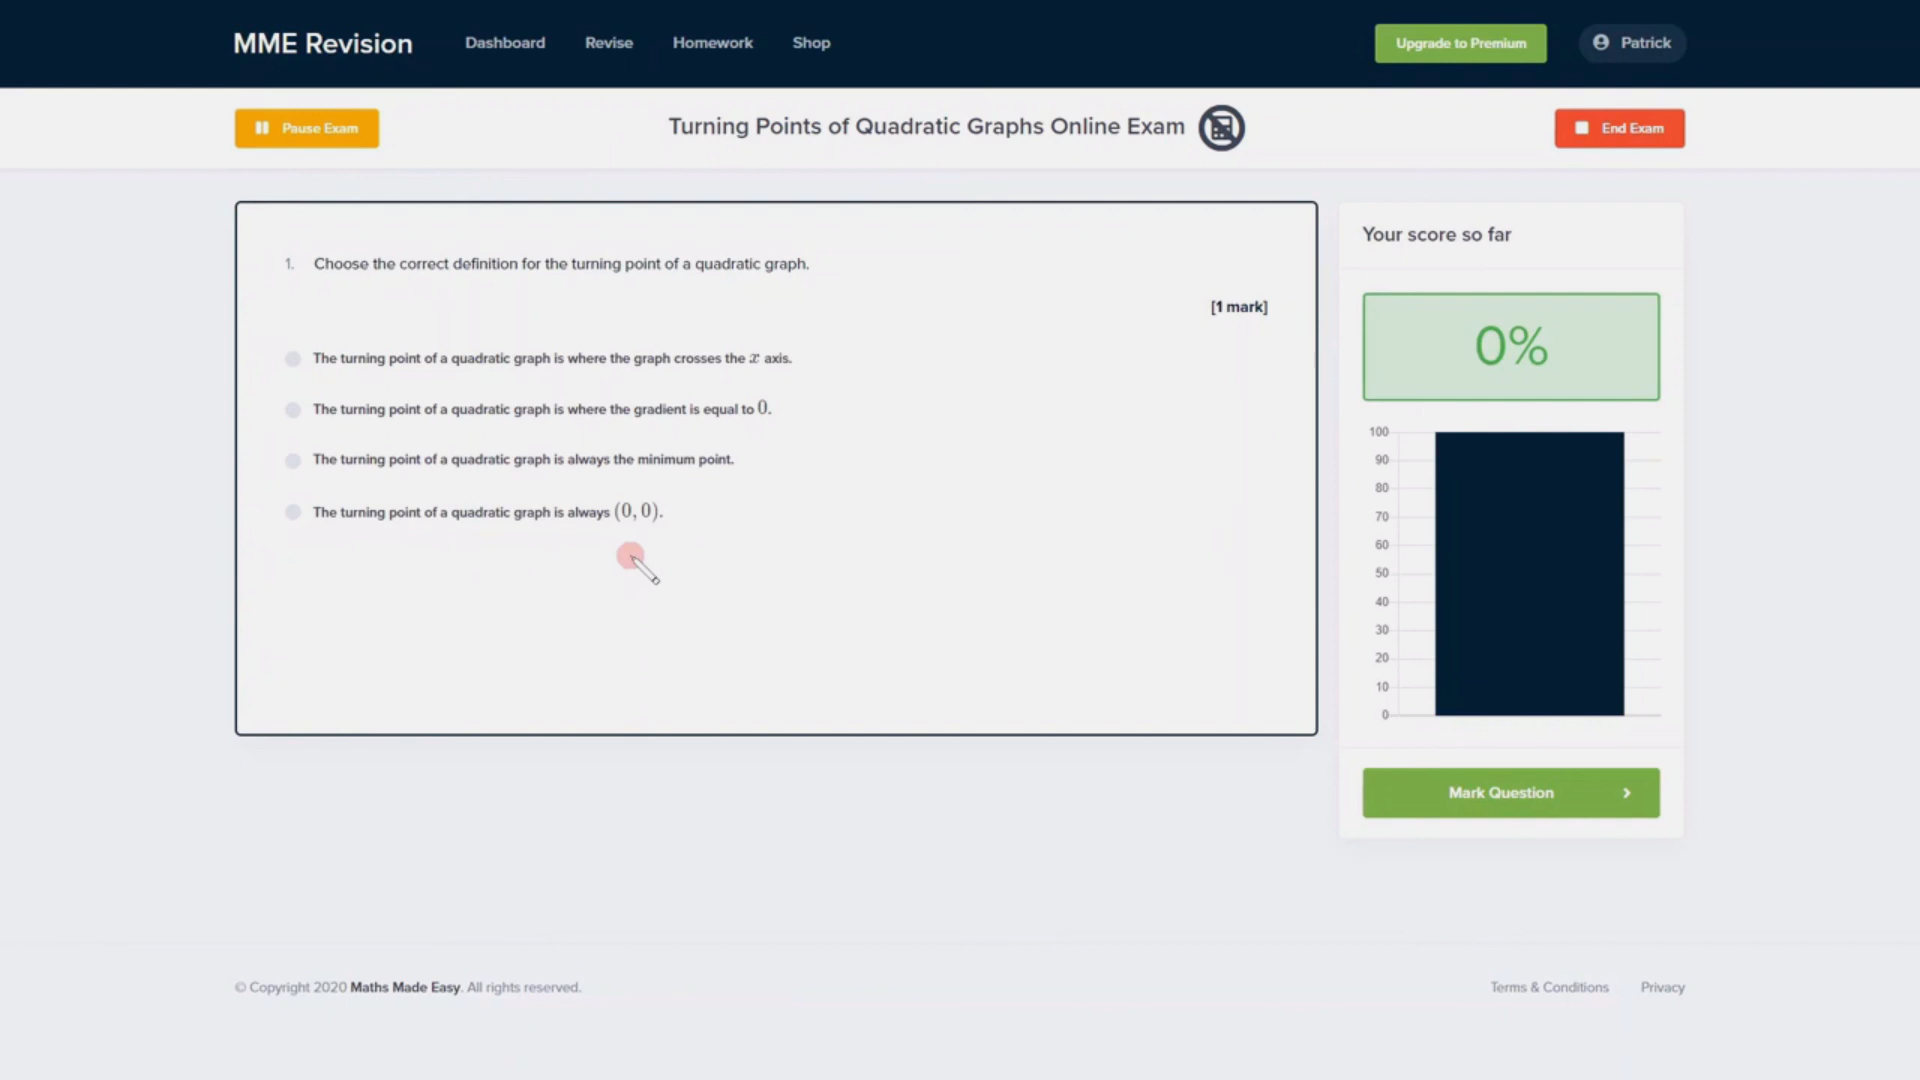 MME Revision
Dashboard
Revise
Homework
Shop
Upgrade to Premium
Patrick
Pause Exam
Turning Points of Quadratic Graphs Online Exam
End Exam
1. Choose the correct definition for the turning point of a quadratic graph.
[1 mark]
The turning point of a quadratic graph is where the graph crosses the x axis.
The turning point of a quadratic graph is where the gradient is equal to 0.
The turning point of a quadratic graph is always the minimum point.
The turning point of a quadratic graph is always (0, 0).
Your score so far
0%
100
90
80
70
60
50
40
30
20
10
0
Mark Question
© Copyright 2020 Maths Made Easy. All rights reserved.
Terms & Conditions
Privacy